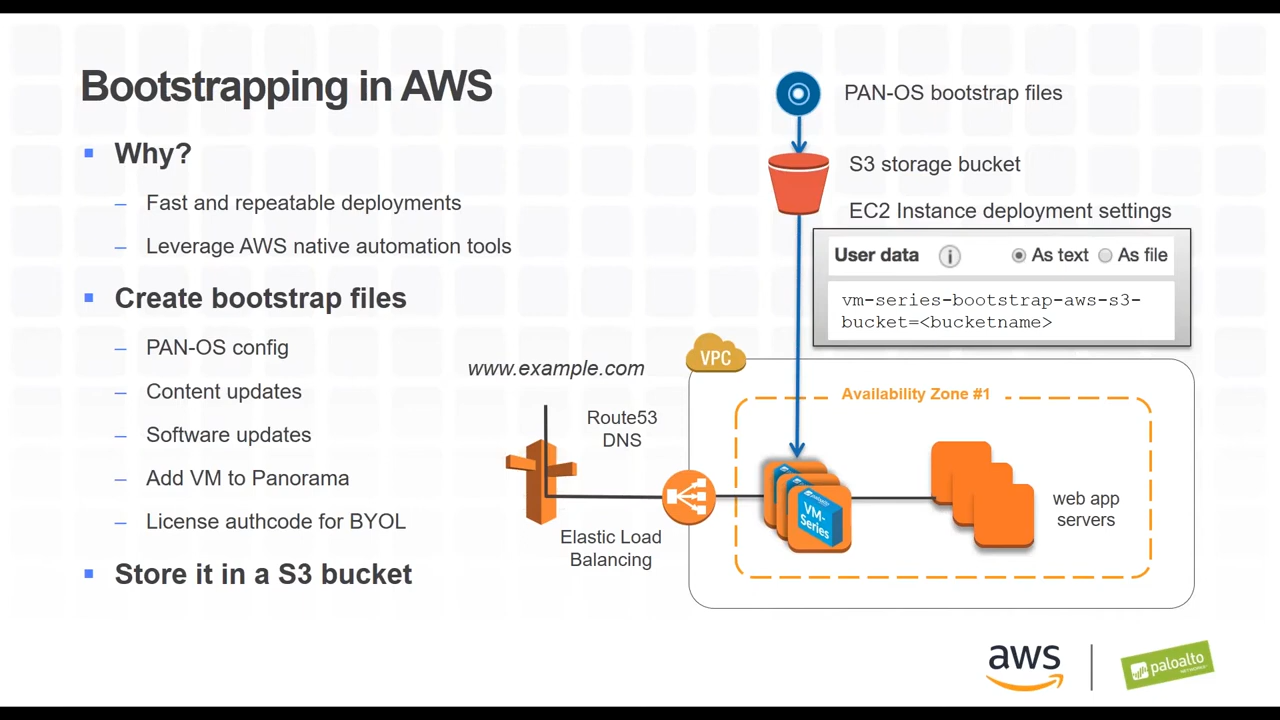 Bootstrapping in AWS
Why?
– Fast and repeatable deployments
– Leverage AWS native automation tools
Create bootstrap files
– PAN-OS config
– Content updates
– Software updates
– Add VM to Panorama
– License authcode for BYOL
Store it in a S3 bucket
PAN-OS bootstrap files
S3 storage bucket
EC2 Instance deployment settings
User data i As text As file
vm-series-bootstrap-aws-s3-
bucket=<bucketname>
www.example.com
VPC
Availability Zone #1
Route53
DNS
Elastic Load
Balancing
paloalto
VM-
Series
web app
servers
aws
paloalto
NETWORKS